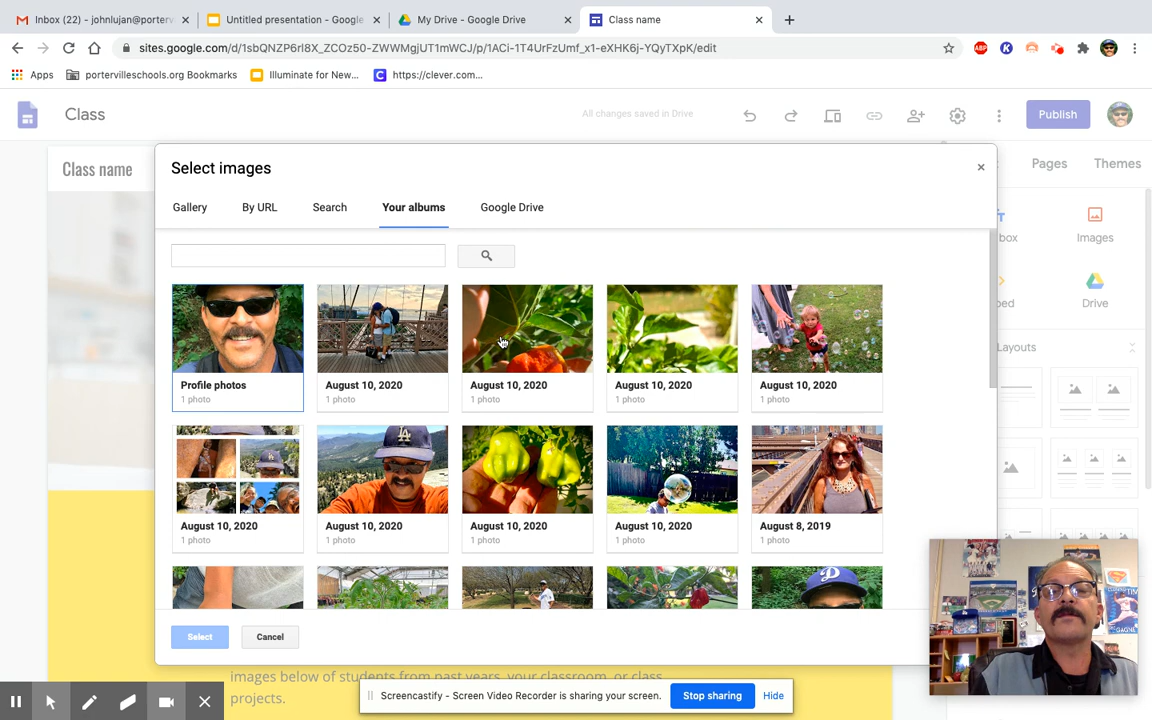 Inbox (22) - johnlujan@porterv
Untitled presentation - Google
My Drive - Google Drive
Class name
sites.google.com/d/1sbQNZP6rl8X_ZCOz50-ZWWMgjUT1mWCJ/p/1ACi-1T4UrFzUmf_x1-eXHK6j-YQyTXpK/edit
Apps
portervilleschools.org Bookmarks
Illuminate for New...
https://clever.com...
Class
All changes saved in Drive
Publish
Class name
Select images
Pages
Themes
Gallery
By URL
Search
Your albums
Google Drive
box
Images
Profile photos
1 photo
August 10, 2020
1 photo
August 10, 2020
1 photo
August 10, 2020
1 photo
August 10, 2020
1 photo
ed
Drive
Layouts
August 10, 2020
1 photo
August 10, 2020
1 photo
August 10, 2020
1 photo
August 10, 2020
1 photo
August 8, 2019
1 photo
Select
Cancel
images below of students from past years, your classroom, or class
projects.
Screencastify - Screen Video Recorder is sharing your screen.
Stop sharing
Hide